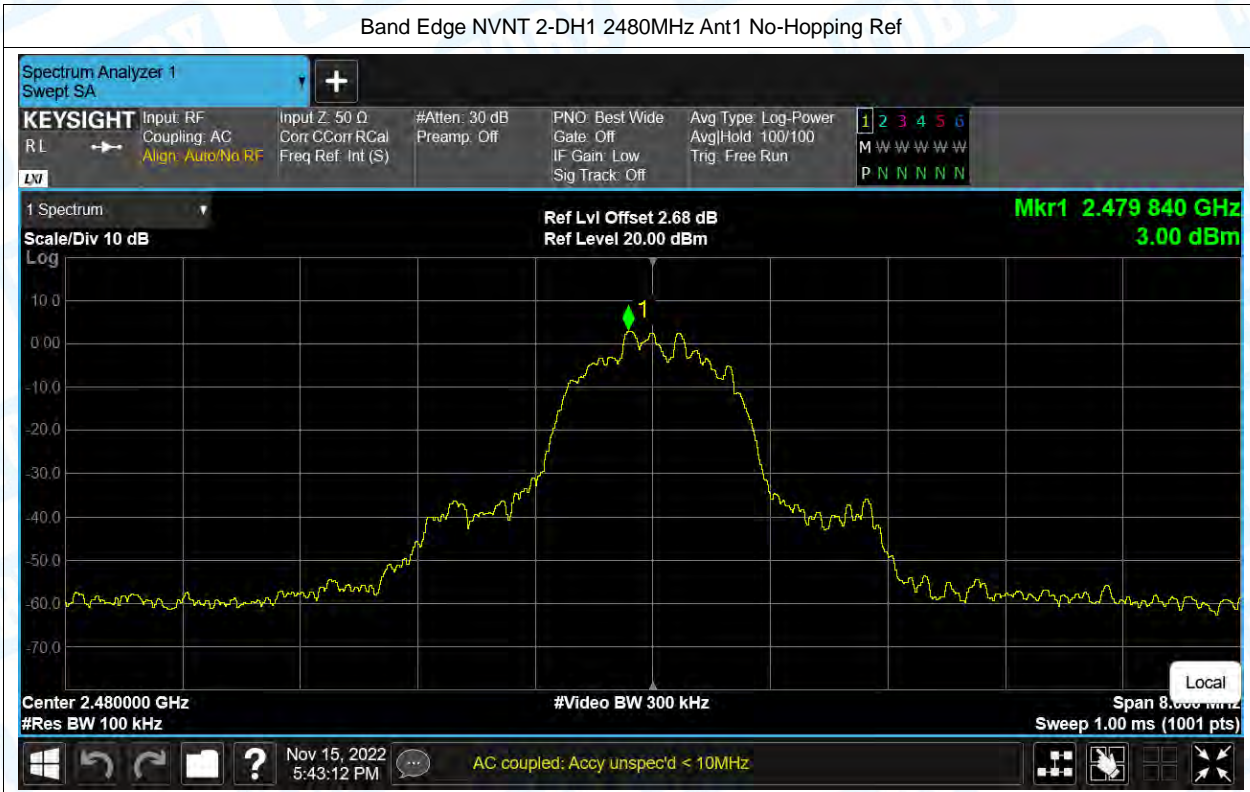 Band Edge NVNT 2-DH1 2480MHz Ant1 No-Hopping Ref
Spectrum Analyzer 1
Swept SA
+
KEYSIGHT
RL
LXI
Input: RF
Coupling: AC
Align: Auto/No RF
Input Z: 50 Ω
Corr CCorr RCal
Freq Ref: Int (S)
#Atten: 30 dB
Preamp: Off
PNO: Best Wide
Gate: Off
IF Gain: Low
Sig Track: Off
Avg Type: Log-Power
Avg|Hold: 100/100
Trig: Free Run
1 2 3 4 5 6
M W W W W W
P N N N N N
1 Spectrum
Scale/Div 10 dB
Log
Ref Lvl Offset 2.68 dB
Ref Level 20.00 dBm
Mkr1 2.479 840 GHz
3.00 dBm
1
10.0
0.00
-10.0
-20.0
-30.0
-40.0
-50.0
-60.0
-70.0
Local
Center 2.480000 GHz
#Res BW 100 kHz
#Video BW 300 kHz
Span
Sweep 1.00 ms (1001 pts)
?
Nov 15, 2022
5:43:12 PM
AC coupled: Accy unspec'd < 10MHz